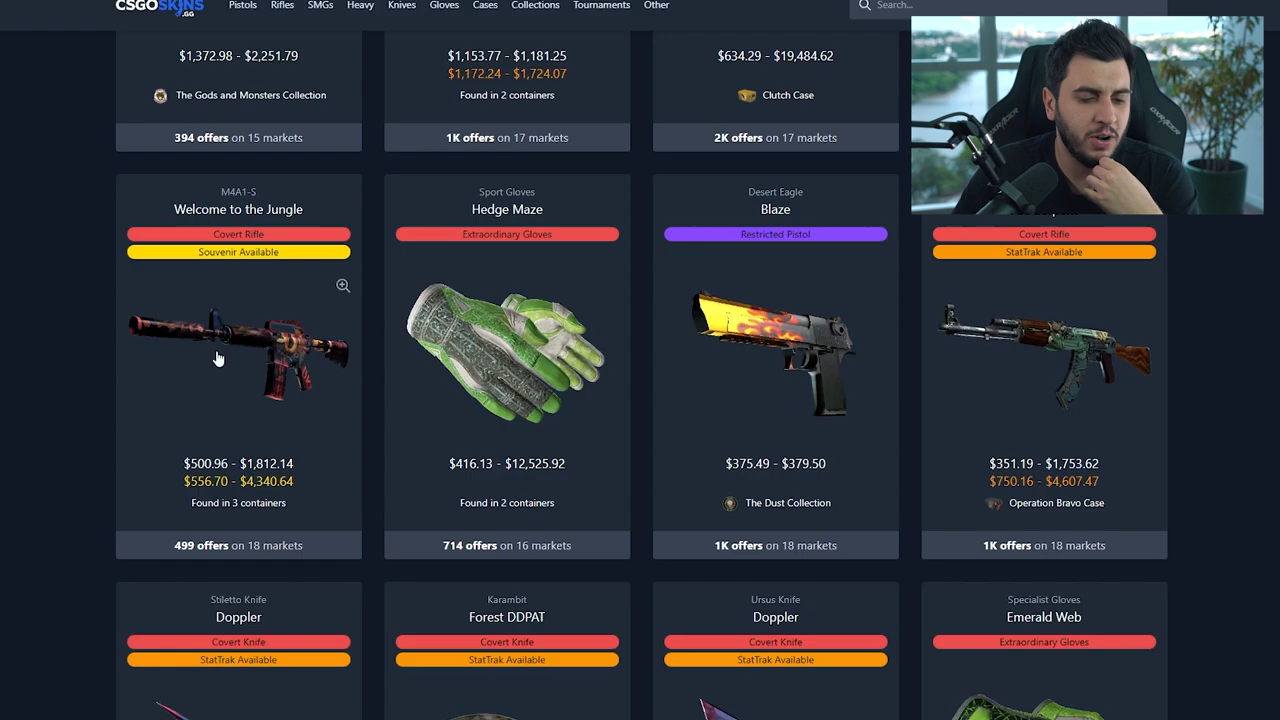 CSGOSKINS
.GG
Pistols Rifles SMGs Heavy Knives Gloves Cases Collections Tournaments Other
Search...
$1,372.98 - $2,251.79
The Gods and Monsters Collection
394 offers on 15 markets
$1,153.77 - $1,181.25
$1,172.24 - $1,724.07
Found in 2 containers
1K offers on 17 markets
$634.29 - $19,484.62
Clutch Case
2K offers on 17 markets
M4A1-S
Welcome to the Jungle
Covert Rifle
Souvenir Available
$500.96 - $1,812.14
$556.70 - $4,340.64
Found in 3 containers
499 offers on 18 markets
Sport Gloves
Hedge Maze
Extraordinary Gloves
$416.13 - $12,525.92
Found in 2 containers
714 offers on 16 markets
Desert Eagle
Blaze
Restricted Pistol
$375.49 - $379.50
The Dust Collection
1K offers on 18 markets
Covert Rifle
StatTrak Available
$351.19 - $1,753.62
$750.16 - $4,607.47
Operation Bravo Case
1K offers on 18 markets
Stiletto Knife
Doppler
Covert Knife
StatTrak Available
Karambit
Forest DDPAT
Covert Knife
StatTrak Available
Ursus Knife
Doppler
Covert Knife
StatTrak Available
Specialist Gloves
Emerald Web
Extraordinary Gloves